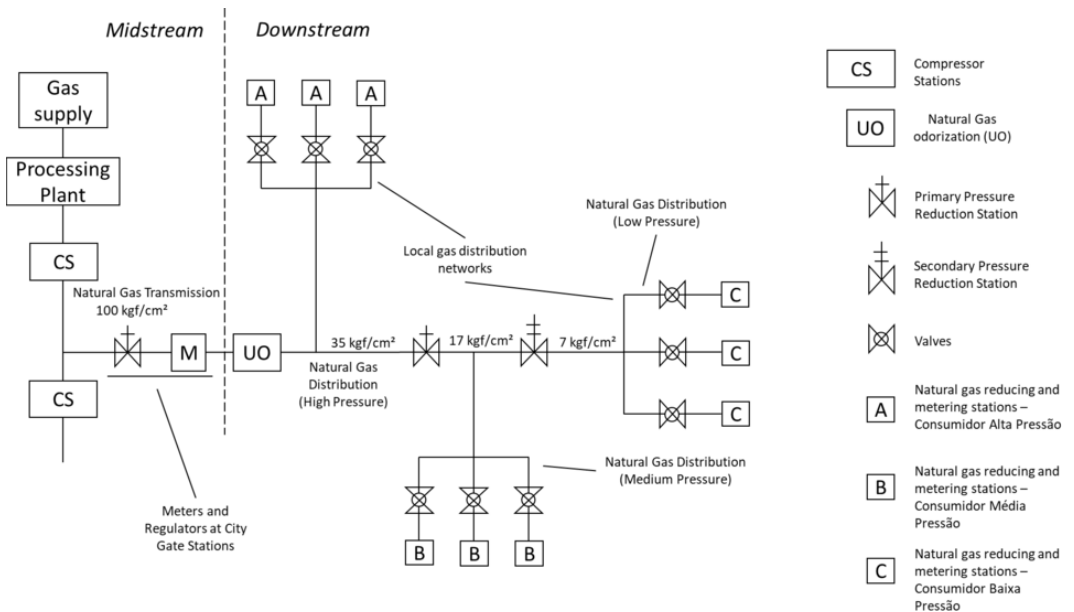 Midstream
Downstream
Gas
supply
Processing
Plant
CS
Natural Gas Transmission
100 kgf/cm²
M
CS
Meters and
Regulators at City
Gate Stations
A
A
A
UO
35 kgf/cm²
Natural Gas
Distribution
(High Pressure)
Local gas distribution
networks
17 kgf/cm²
7 kgf/cm²
Natural Gas Distribution
(Low Pressure)
C
C
C
Natural Gas Distribution
(Medium Pressure)
B
B
B
CS
Compressor
Stations
UO
Natural Gas
odorization (UO)
Primary Pressure
Reduction Station
Secondary Pressure
Reduction Station
Valves
A
Natural gas reducing and
metering stations –
Consumidor Alta Pressão
B
Natural gas reducing and
metering stations –
Consumidor Média
Pressão
C
Natural gas reducing and
metering stations –
Consumidor Baixa
Pressão